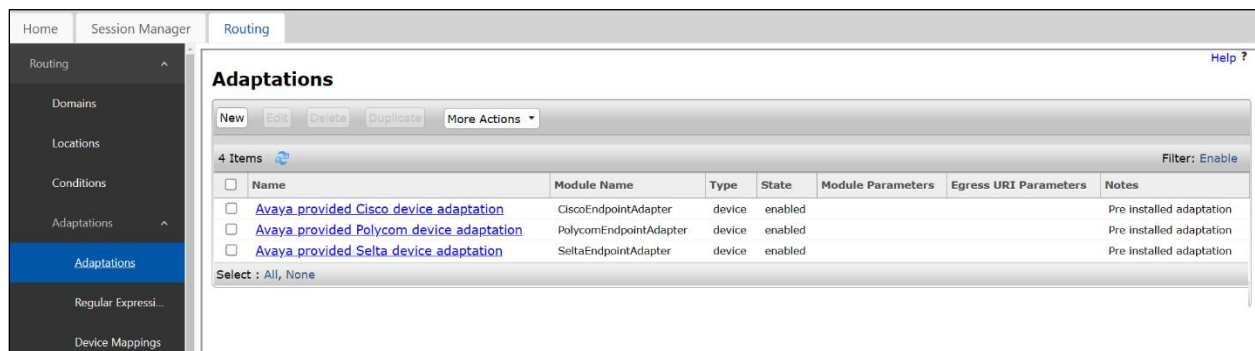 Home Session Manager Routing
Help ?
Routing
Domains
Locations
Conditions
Adaptations
Adaptations
Regular Expressi...
Device Mappings
Adaptations
New Edit Delete Duplicate More Actions
4 Items Filter: Enable
Name Module Name Type State Module Parameters Egress URI Parameters Notes
Avaya provided Cisco device adaptation CiscoEndpointAdapter device enabled Pre installed adaptation
Avaya provided Polycom device adaptation PolycomEndpointAdapter device enabled Pre installed adaptation
Avaya provided Selta device adaptation SeltaEndpointAdapter device enabled Pre installed adaptation
Select : All, None